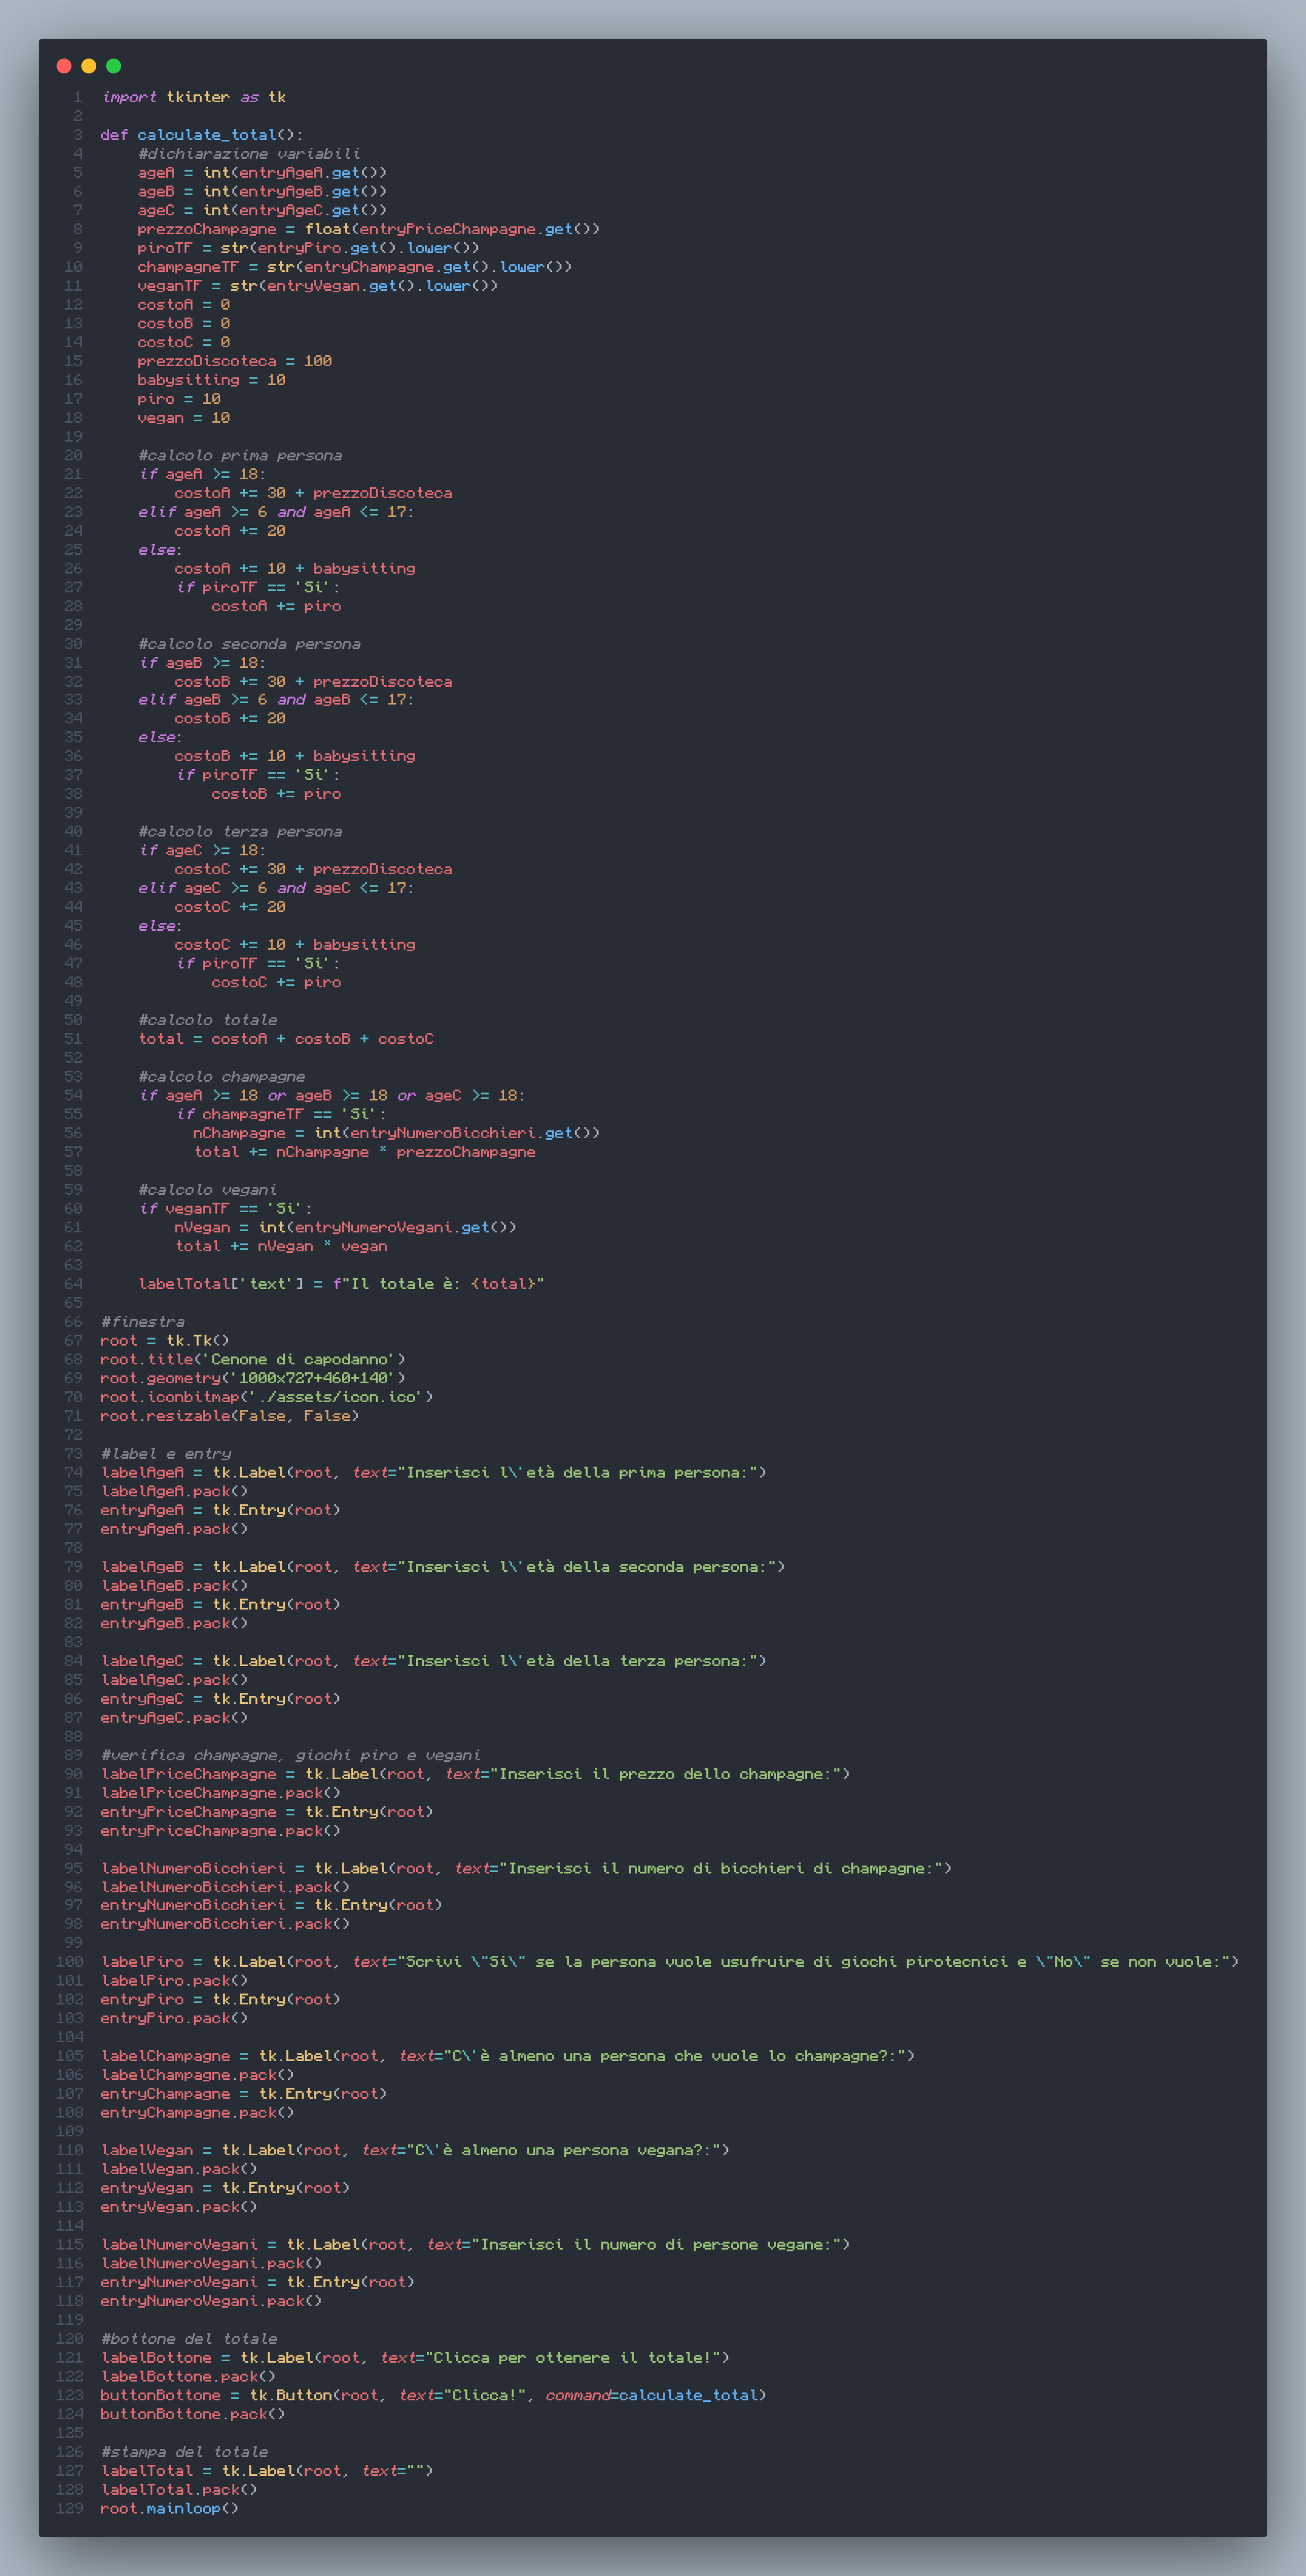 1 import tkinter as tk
2
3 def calculate_total():
4     #dichiarazione variabili
5     ageA = int(entryAgeA.get())
6     ageB = int(entryAgeB.get())
7     ageC = int(entryAgeC.get())
8     prezzoChampagne = float(entryPriceChampagne.get())
9     piroTF = str(entryPiro.get().lower())
10     champagneTF = str(entryChampagne.get().lower())
11     veganTF = str(entryVegan.get().lower())
12     costoA = 0
13     costoB = 0
14     costoC = 0
15     prezzoDiscoteca = 100
16     babysitting = 10
17     piro = 10
18     vegan = 10
19
20     #calcolo prima persona
21     if ageA >= 18:
22         costoA += 30 + prezzoDiscoteca
23     elif ageA >= 6 and ageA <= 17:
24         costoA += 20
25     else:
26         costoA += 10 + babysitting
27         if piroTF == 'Si':
28             costoA += piro
29
30     #calcolo seconda persona
31     if ageB >= 18:
32         costoB += 30 + prezzoDiscoteca
33     elif ageB >= 6 and ageB <= 17:
34         costoB += 20
35     else:
36         costoB += 10 + babysitting
37         if piroTF == 'Si':
38             costoB += piro
39
40     #calcolo terza persona
41     if ageC >= 18:
42         costoC += 30 + prezzoDiscoteca
43     elif ageC >= 6 and ageC <= 17:
44         costoC += 20
45     else:
46         costoC += 10 + babysitting
47         if piroTF == 'Si':
48             costoC += piro
49
50     #calcolo totale
51     total = costoA + costoB + costoC
52
53     #calcolo champagne
54     if ageA >= 18 or ageB >= 18 or ageC >= 18:
55         if champagneTF == 'Si':
56           nChampagne = int(entryNumeroBicchieri.get())
57           total += nChampagne * prezzoChampagne
58
59     #calcolo vegani
60     if veganTF == 'Si':
61         nVegan = int(entryNumeroVegani.get())
62         total += nVegan * vegan
63
64     labelTotal['text'] = f"Il totale è: {total}"
65
66 #finestra
67 root = tk.Tk()
68 root.title('Cenone di capodanno')
69 root.geometry('1000x727+460+140')
70 root.iconbitmap('./assets/icon.ico')
71 root.resizable(False, False)
72
73 #label e entry
74 labelAgeA = tk.Label(root, text="Inserisci l\'età della prima persona:")
75 labelAgeA.pack()
76 entryAgeA = tk.Entry(root)
77 entryAgeA.pack()
78
79 labelAgeB = tk.Label(root, text="Inserisci l\'età della seconda persona:")
80 labelAgeB.pack()
81 entryAgeB = tk.Entry(root)
82 entryAgeB.pack()
83
84 labelAgeC = tk.Label(root, text="Inserisci l\'età della terza persona:")
85 labelAgeC.pack()
86 entryAgeC = tk.Entry(root)
87 entryAgeC.pack()
88
89 #verifica champagne, giochi piro e vegani
90 labelPriceChampagne = tk.Label(root, text="Inserisci il prezzo dello champagne:")
91 labelPriceChampagne.pack()
92 entryPriceChampagne = tk.Entry(root)
93 entryPriceChampagne.pack()
94
95 labelNumeroBicchieri = tk.Label(root, text="Inserisci il numero di bicchieri di champagne:")
96 labelNumeroBicchieri.pack()
97 entryNumeroBicchieri = tk.Entry(root)
98 entryNumeroBicchieri.pack()
99
100 labelPiro = tk.Label(root, text="Scrivi \"Si\" se la persona vuole usufruire di giochi pirotecnici e \"No\" se non vuole:")
101 labelPiro.pack()
102 entryPiro = tk.Entry(root)
103 entryPiro.pack()
104
105 labelChampagne = tk.Label(root, text="C\'è almeno una persona che vuole lo champagne?:")
106 labelChampagne.pack()
107 entryChampagne = tk.Entry(root)
108 entryChampagne.pack()
109
110 labelVegan = tk.Label(root, text="C\'è almeno una persona vegana?:")
111 labelVegan.pack()
112 entryVegan = tk.Entry(root)
113 entryVegan.pack()
114
115 labelNumeroVegani = tk.Label(root, text="Inserisci il numero di persone vegane:")
116 labelNumeroVegani.pack()
117 entryNumeroVegani = tk.Entry(root)
118 entryNumeroVegani.pack()
119
120 #bottone del totale
121 labelBottone = tk.Label(root, text="Clicca per ottenere il totale!")
122 labelBottone.pack()
123 buttonBottone = tk.Button(root, text="Clicca!", command=calculate_total)
124 buttonBottone.pack()
125
126 #stampa del totale
127 labelTotal = tk.Label(root, text="")
128 labelTotal.pack()
129 root.mainloop()